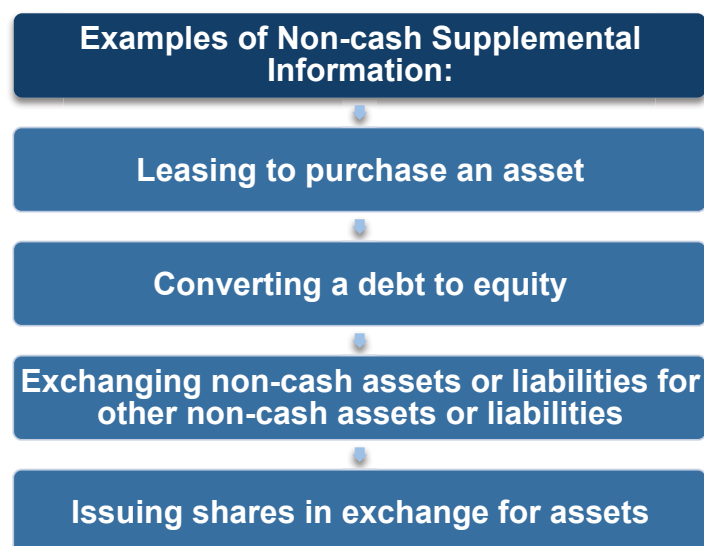 Examples of Non-cash Supplemental
Information:
Leasing to purchase an asset
Converting a debt to equity
Exchanging non-cash assets or liabilities for
other non-cash assets or liabilities
Issuing shares in exchange for assets